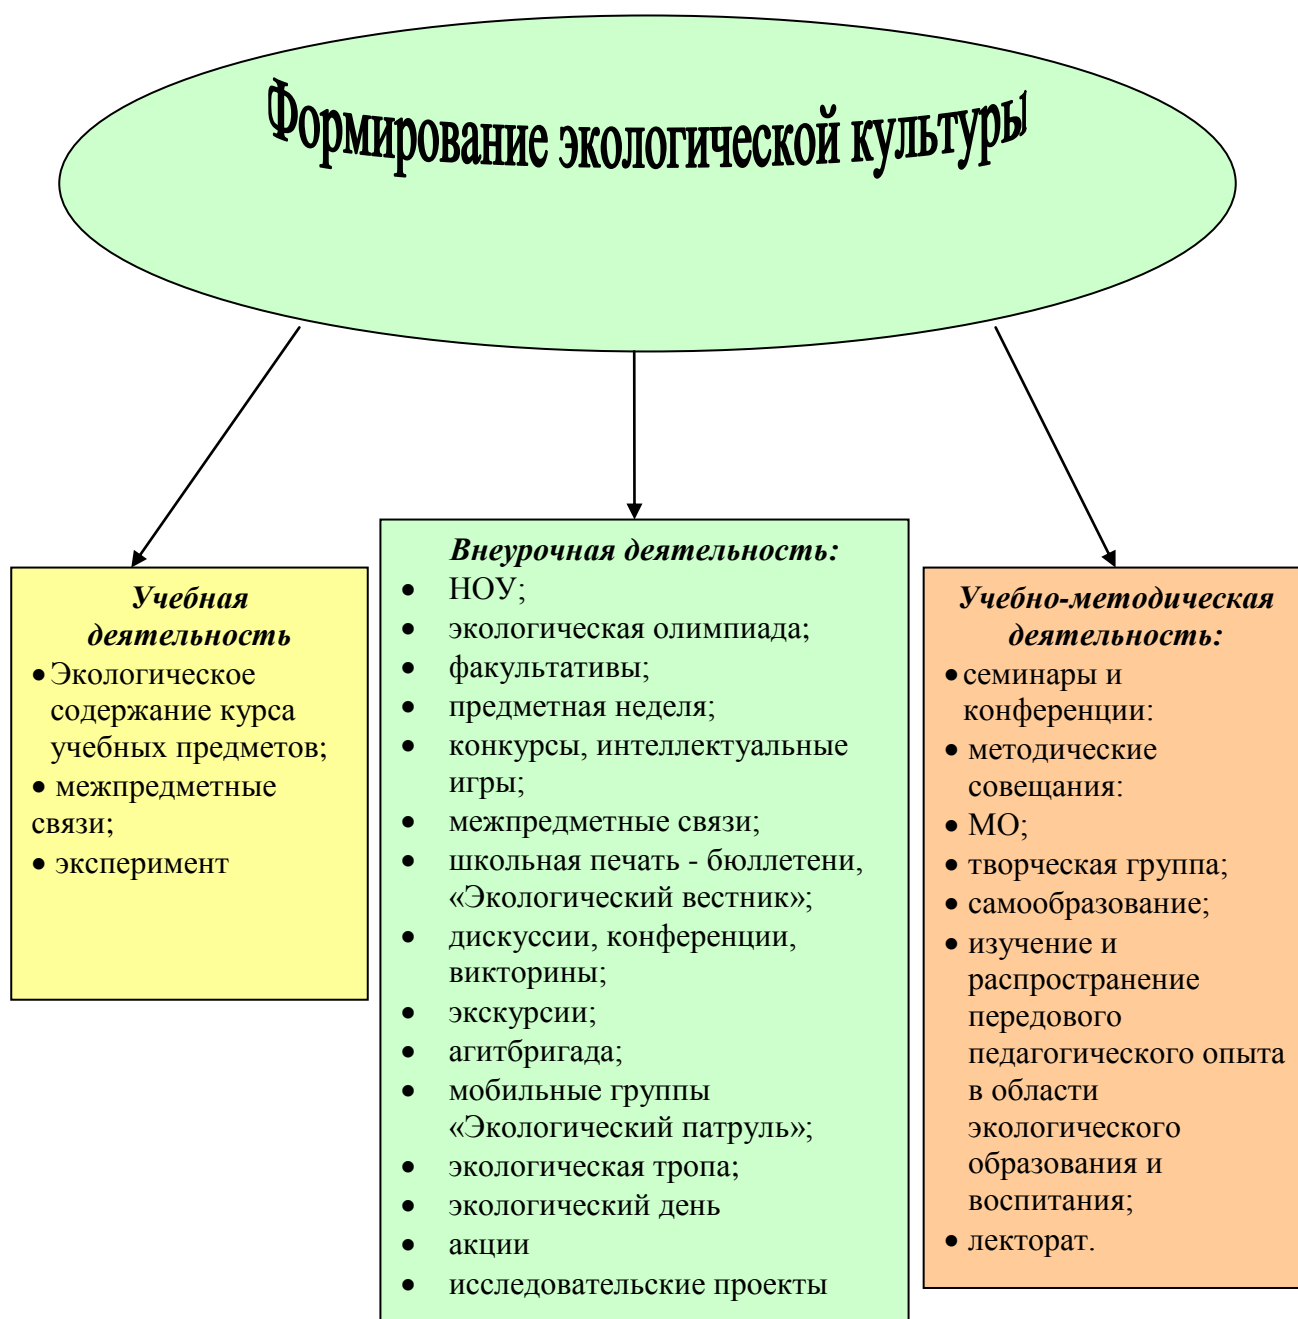 Формирование экологической культуры
Учебная
деятельность
• Экологическое
содержание курса
учебных предметов;
• межпредметные
связи;
• эксперимент
Внеурочная деятельность:
• НОУ;
• экологическая олимпиада;
• факультативы;
• предметная неделя;
• конкурсы, интеллектуальные
игры;
• межпредметные связи;
• школьная печать - бюллетени,
«Экологический вестник»;
• дискуссии, конференции,
викторины;
• экскурсии;
• агитбригада;
• мобильные группы
«Экологический патруль»;
• экологическая тропа;
• экологический день
• акции
• исследовательские проекты
Учебно-методическая
деятельность:
• семинары и
конференции:
• методические
совещания:
• МО;
• творческая группа;
• самообразование;
• изучение и
распространение
передового
педагогического опыта
в области
экологического
образования и
воспитания;
• лекторат.